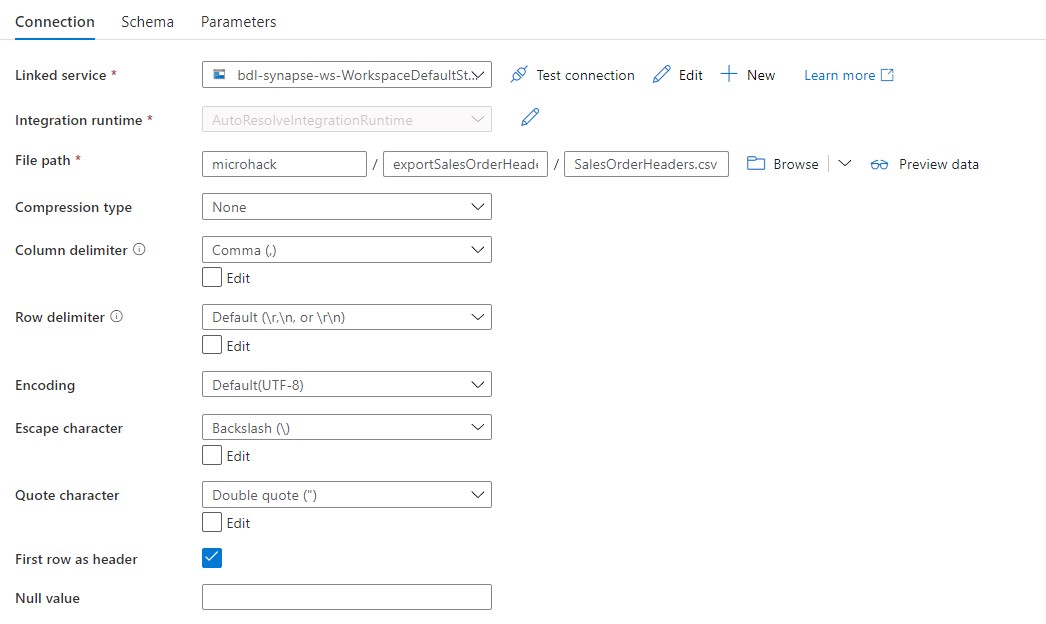 Connection Schema Parameters
Linked service * bdl-synapse-ws-WorkspaceDefaultSt... Test connection Edit New Learn more
Integration runtime * AutoResolveIntegrationRuntime
File path * microhack / exportSalesOrderHeade / SalesOrderHeaders.csv Browse Preview data
Compression type None
Column delimiter Comma (,)
Edit
Row delimiter Default (\r,\n, or \r\n)
Edit
Encoding Default(UTF-8)
Escape character Backslash (\)
Edit
Quote character Double quote (")
Edit
First row as header
Null value